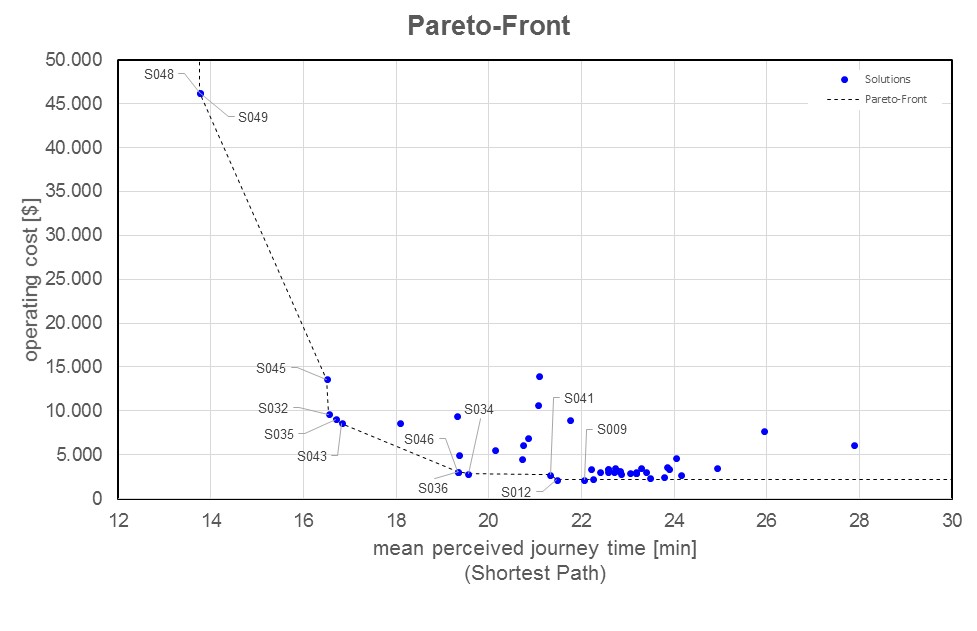 Pareto-Front
50.000
45.000
40.000
35.000
30.000
25.000
20.000
15.000
10.000
5.000
0
operating cost [$]
S048
S049
Solutions
Pareto-Front
S045
S032
S035
S043
S034
S046
S036
S041
S009
S012
12 14 16 18 20 22 24 26 28 30
mean perceived journey time [min]
(Shortest Path)